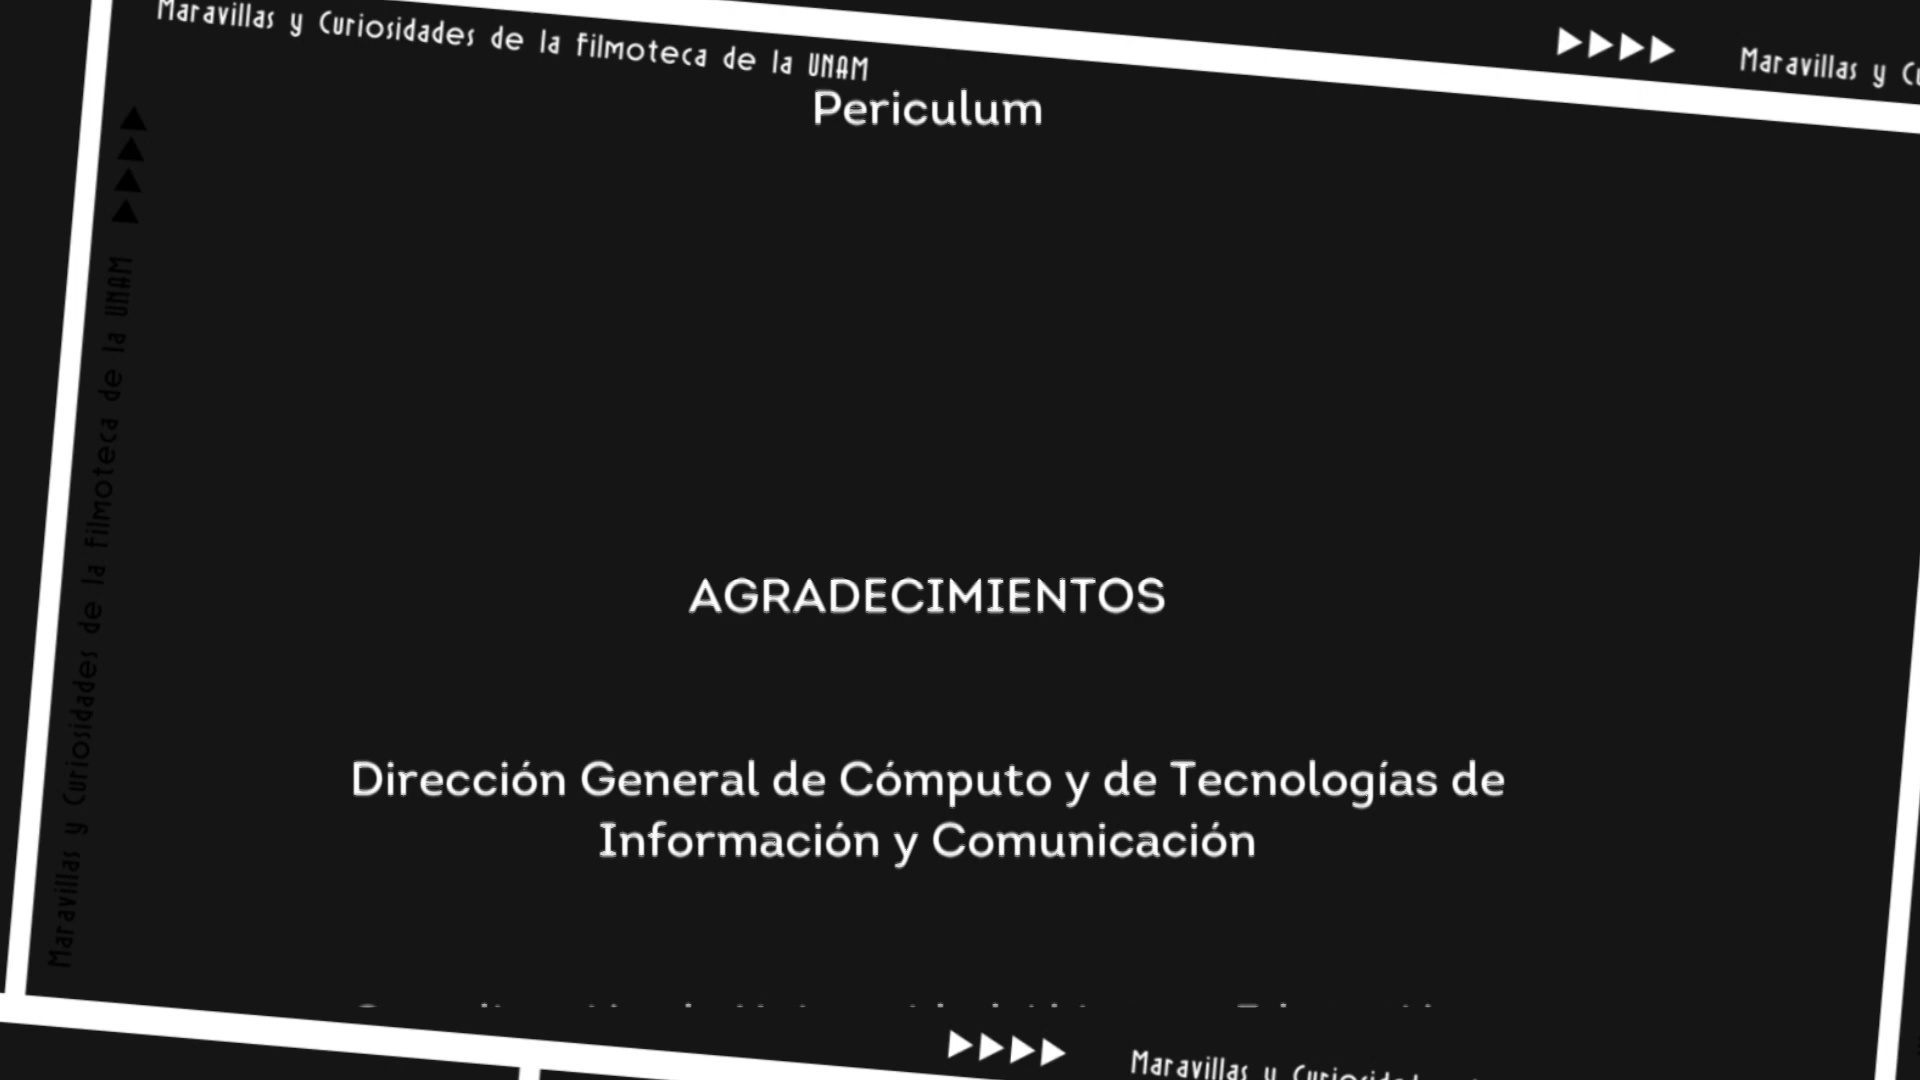 Maravillas y Curiosidades de la filmoteca de la UNAM
Maravillas y
Periculum
Maravillas y Curiosidades de la filmoteca de la UNAM
AGRADECIMIENTOS
Dirección General de Cómputo y de Tecnologías de
Información y Comunicación
Maravillas y